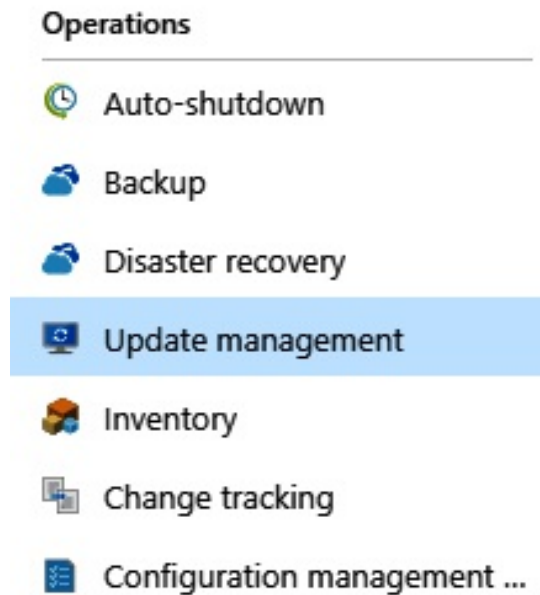 Operations
Auto-shutdown
Backup
Disaster recovery
Update management
Inventory
Change tracking
Configuration management ...